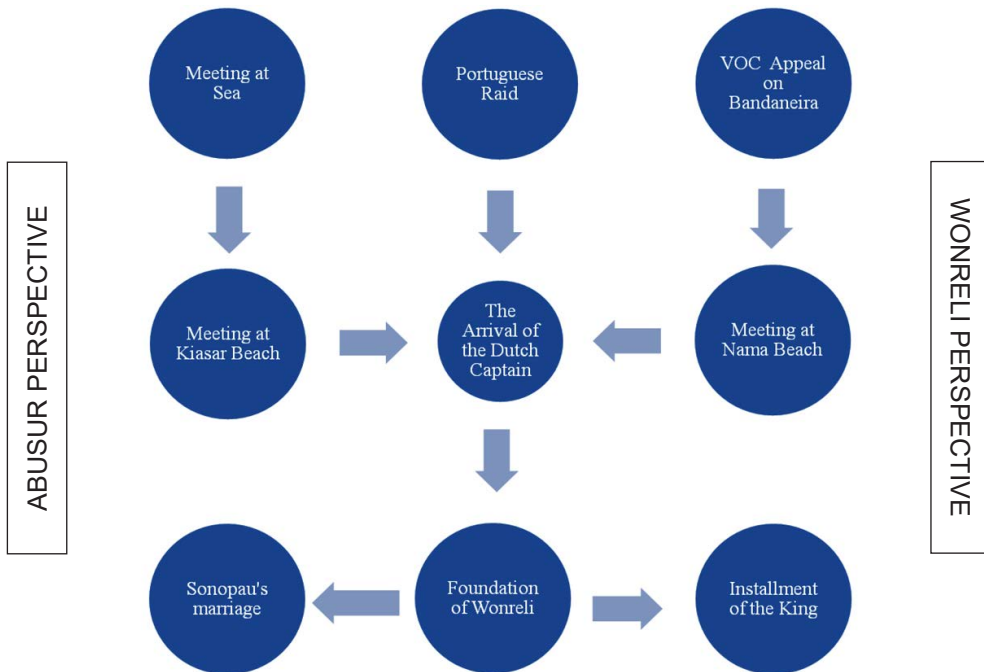 Meeting at
Sea
Portuguese
Raid
VOC Appeal
on
Bandaneira
ABUSUR PERSPECTIVE
WONRELI PERSPECTIVE
Meeting at
Kiasar Beach
The
Arrival of
the Dutch
Captain
Meeting at
Nama Beach
Sonopau's
marriage
Foundation
of Wonreli
Installment
of the King